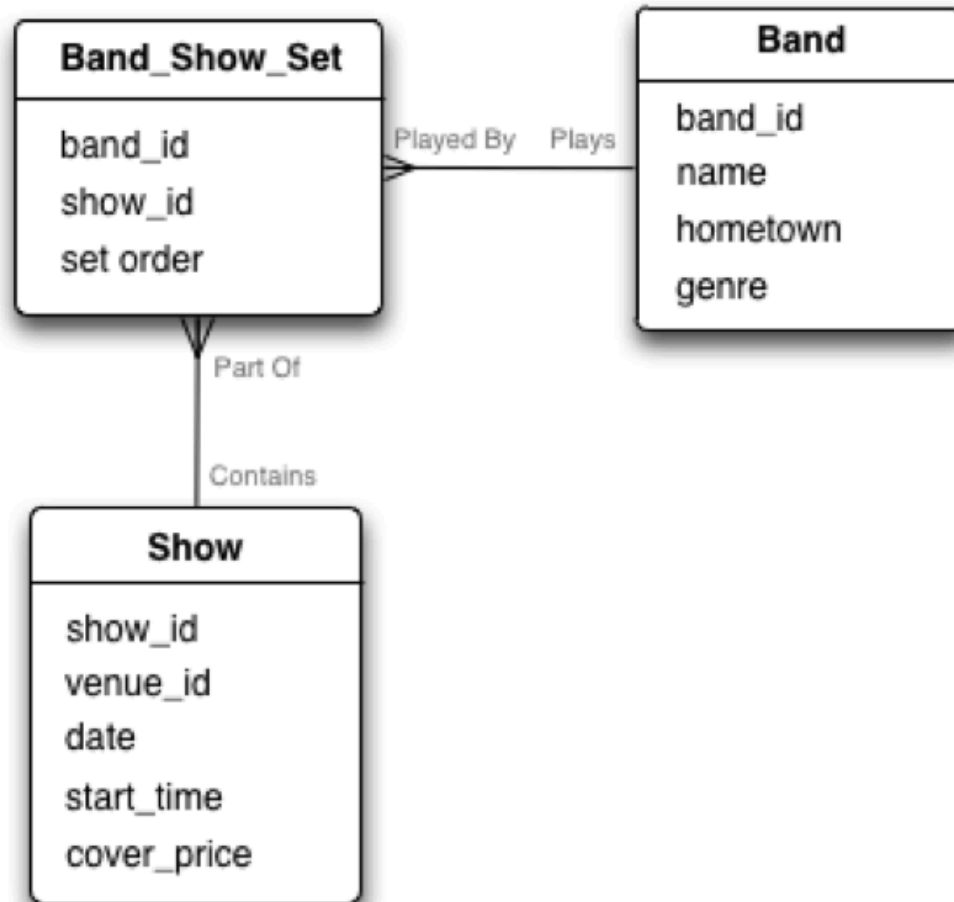 Band_Show_Set
band_id
show_id
set order
Played By
Plays
Band
band_id
name
hometown
genre
Part Of
Contains
Show
show_id
venue_id
date
start_time
cover_price